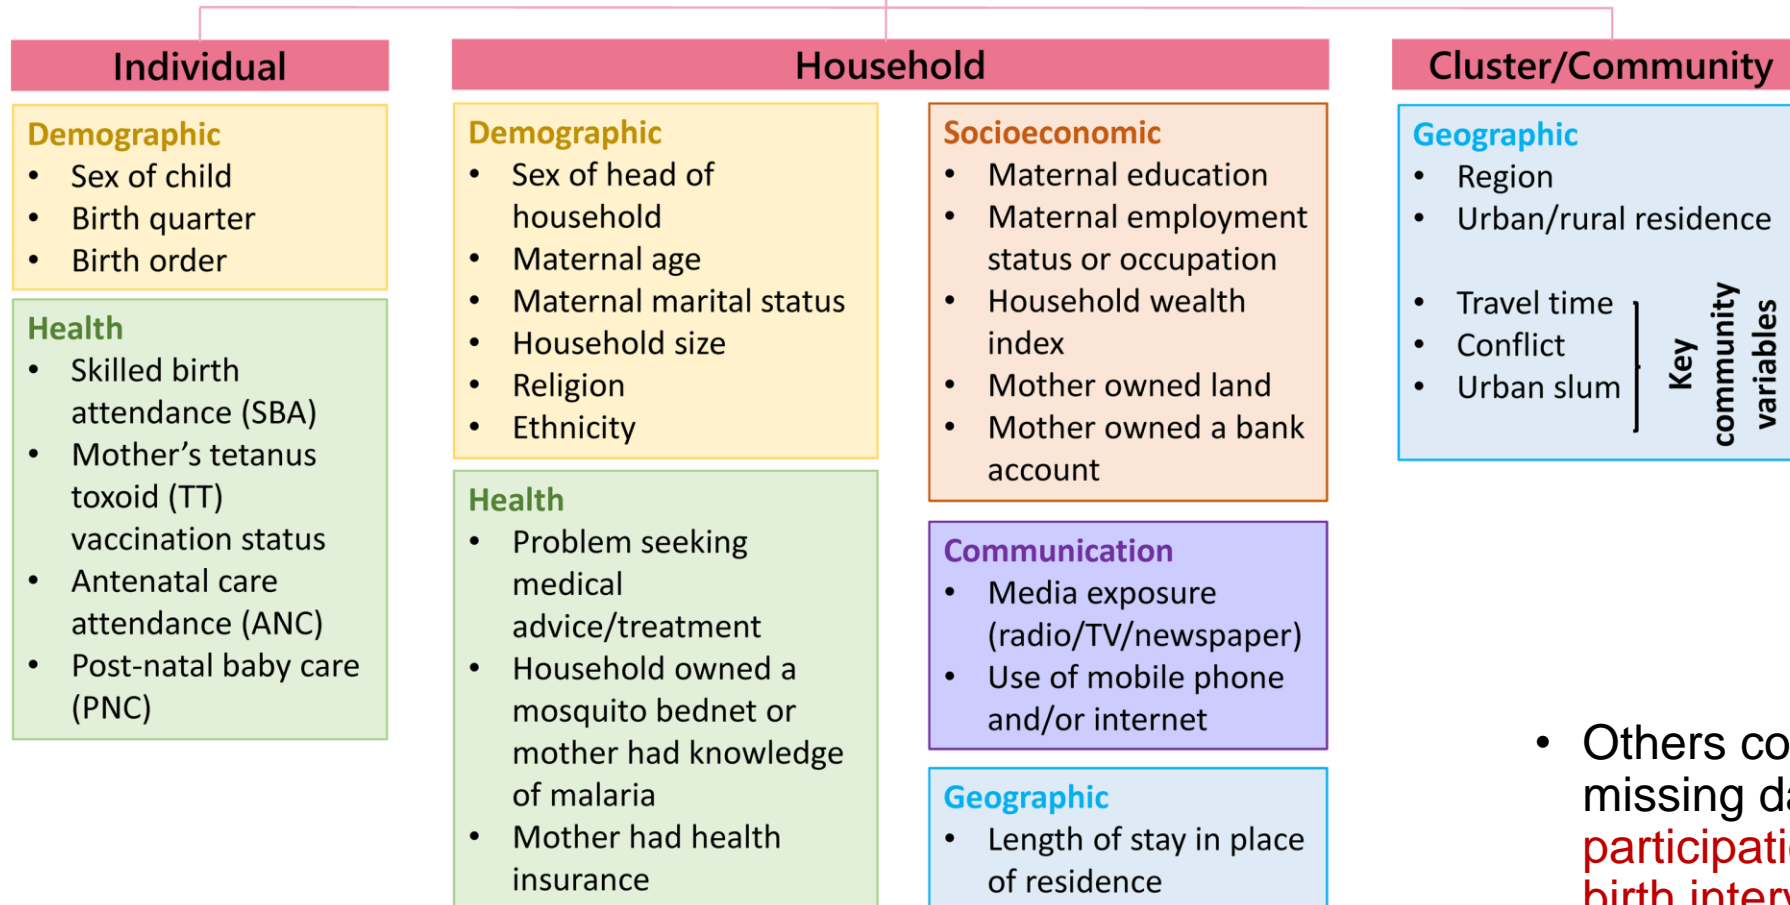 Individual
Demographic
• Sex of child
• Birth quarter
• Birth order
Health
• Skilled birth
attendance (SBA)
• Mother's tetanus
toxoid (TT)
vaccination status
• Antenatal care
attendance (ANC)
• Post-natal baby care
(PNC)
Household
Demographic
• Sex of head of
household
• Maternal age
• Maternal marital status
• Household size
• Religion
• Ethnicity
Health
• Problem seeking
medical
advice/treatment
• Household owned a
mosquito bednet or
mother had knowledge
of malaria
• Mother had health
insurance
Socioeconomic
• Maternal education
• Maternal employment
status or occupation
• Household wealth
index
• Mother owned land
• Mother owned a bank
account
Communication
• Media exposure
(radio/TV/newspaper)
• Use of mobile phone
and/or internet
Geographic
• Length of stay in place
of residence
Cluster/Community
Geographic
• Region
• Urban/rural residence
• Travel time
• Conflict
• Urban slum
Key
community
variables
• Others
missing
birth